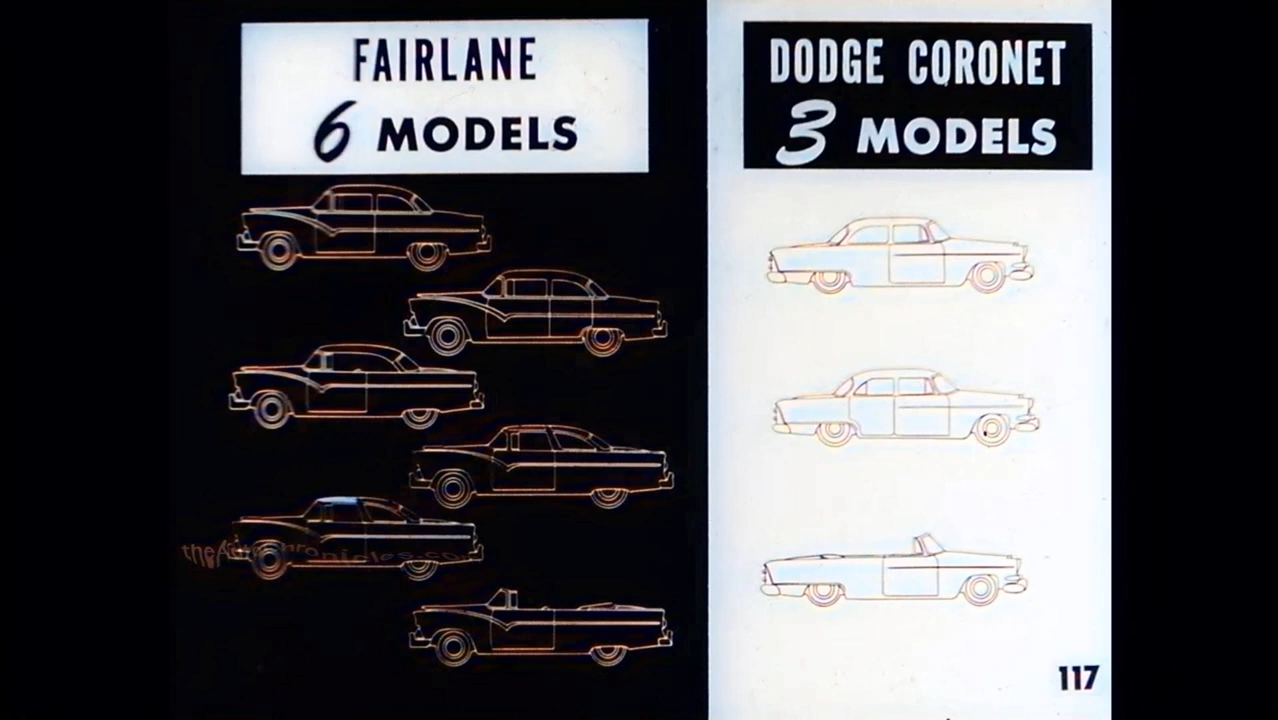 FAIRLANE
6 MODELS
DODGE CORONET
3 MODELS
117